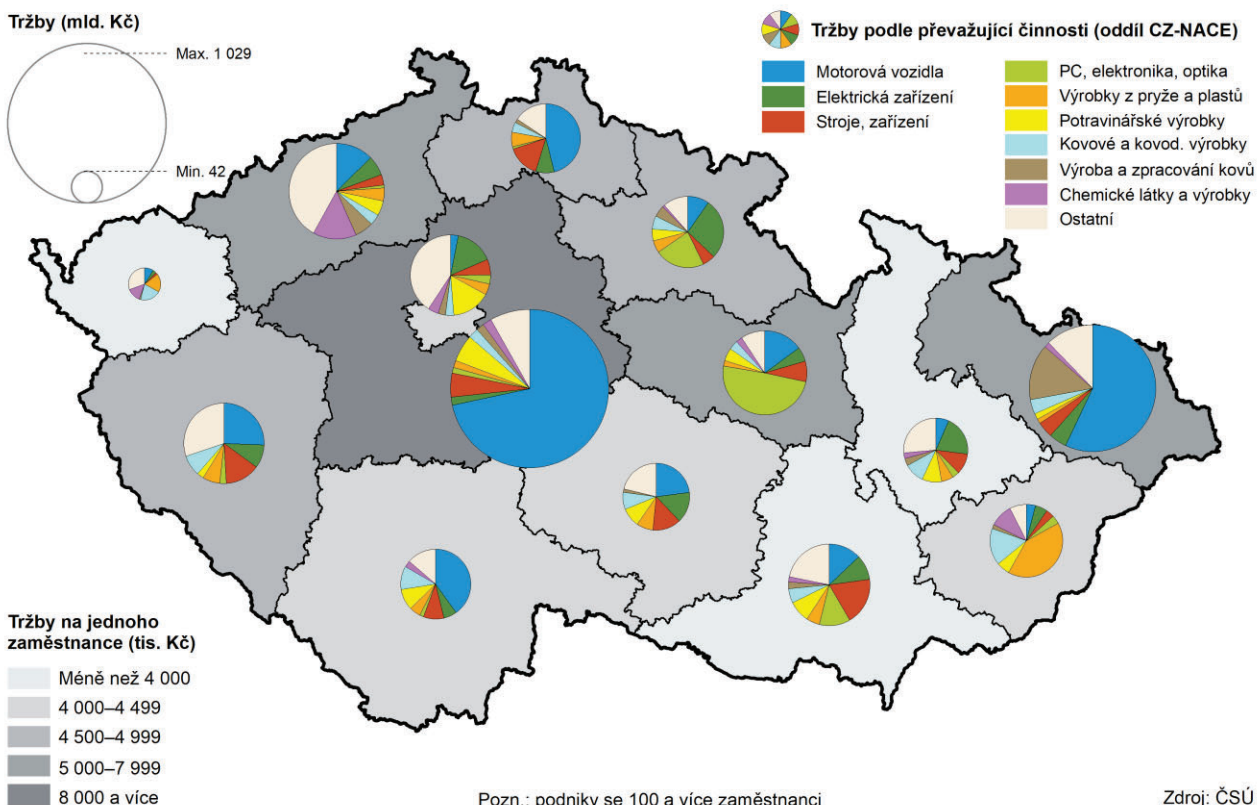 Tržby (mld. Kč)
Max. 1 029
Min. 42
Tržby podle převažující činnosti (oddíl CZ-NACE)
Motorová vozidla
Elektrická zařízení
Stroje, zařízení
PC, elektronika, optika
Výrobky z pryže a plastů
Potravinářské výrobky
Kovové a kovod. výrobky
Výroba a zpracování kovů
Chemické látky a výrobky
Ostatní
Tržby na jednoho
zaměstnance (tis. Kč)
Méně než 4 000
4 000–4 499
4 500–4 999
5 000–7 999
8 000 a více
Pozn.: podniky se 100 a více zaměstnanci
Zdroj: ČSÚ